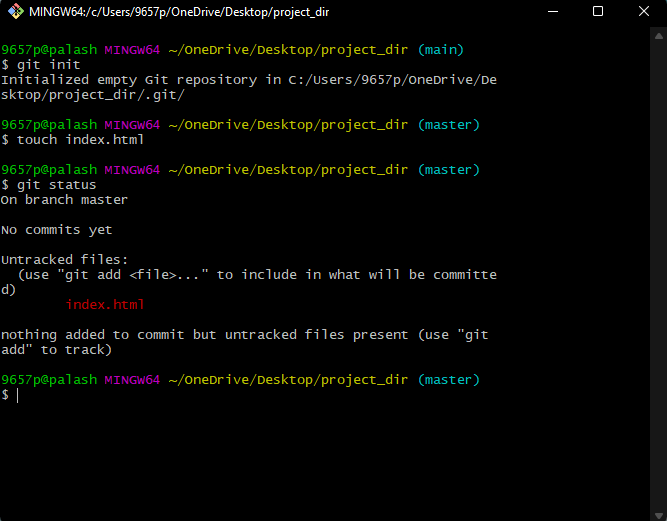 MINGW64:/c/Users/9657p/OneDrive/Desktop/project_dir
9657p@palash MINGW64 ~/OneDrive/Desktop/project_dir (main)
$ git init
Initialized empty Git repository in C:/Users/9657p/OneDrive/De
sktop/project_dir/.git/
9657p@palash MINGW64 ~/OneDrive/Desktop/project_dir (master)
$ touch index.html
9657p@palash MINGW64 ~/OneDrive/Desktop/project_dir (master)
$ git status
On branch master
No commits yet
Untracked files:
  (use "git add <file>..." to include in what will be committe
d)
        index.html
nothing added to commit but untracked files present (use "git
add" to track)
9657p@palash MINGW64 ~/OneDrive/Desktop/project_dir (master)
$